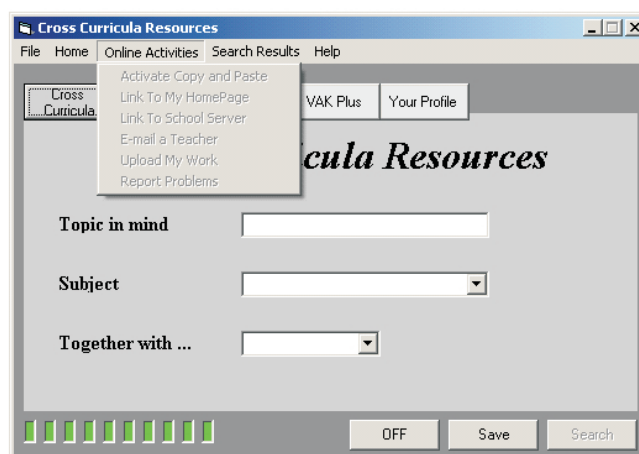 Cross Curricula Resources
File Home Online Activities Search Results Help
Activate Copy and Paste
Link To My HomePage
Link To School Server
E-mail a Teacher
Upload My Work
Report Problems
Cross
Curricula
VAK Plus
Your Profile
cula Resources
Topic in mind
Subject
Together with ...
OFF
Save
Search